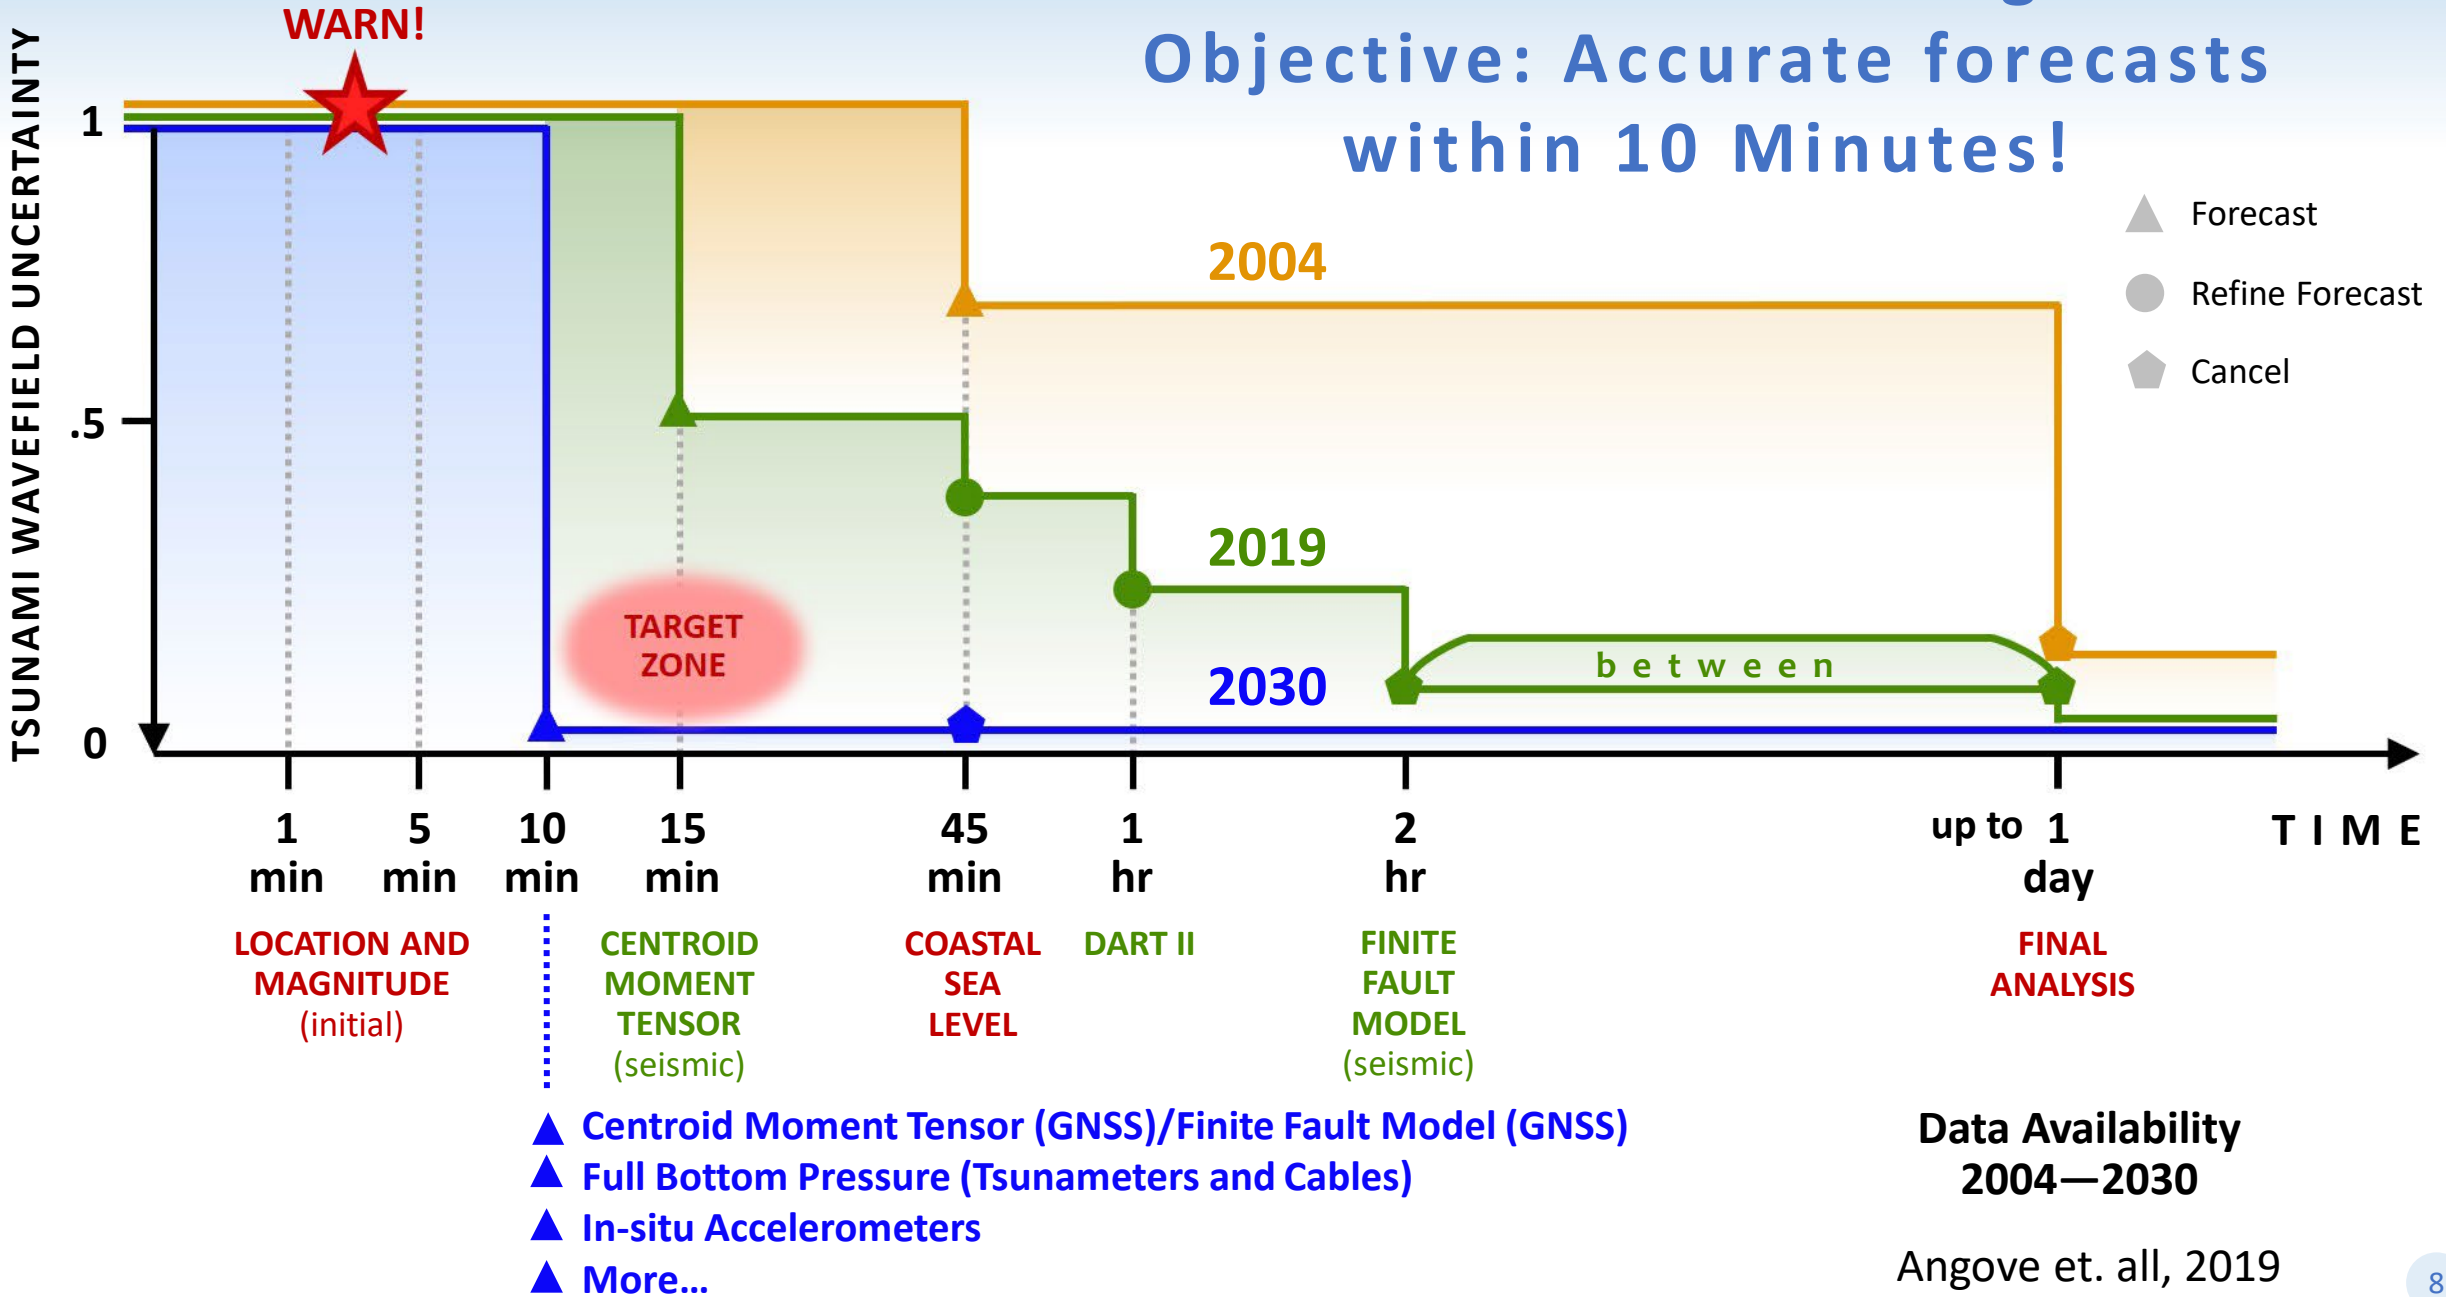 WARN!
Objective: Accurate forecasts
within 10 Minutes!
TSUNAMI WAVEFIELD UNCERTAINTY
1
.5
0
Forecast
Refine Forecast
Cancel
2004
2019
2030
TARGET
ZONE
between
1
min
5
min
10
min
15
min
45
min
1
hr
2
hr
up to 1
day
TIME
LOCATION AND
MAGNITUDE
(initial)
CENTROID
MOMENT
TENSOR
(seismic)
COASTAL
SEA
LEVEL
DART II
FINITE
FAULT
MODEL
(seismic)
FINAL
ANALYSIS
Centroid Moment Tensor (GNSS)/Finite Fault Model (GNSS)
Full Bottom Pressure (Tsunameters and Cables)
In-situ Accelerometers
More...
Data Availability
2004—2030
Angove et. all, 2019
8